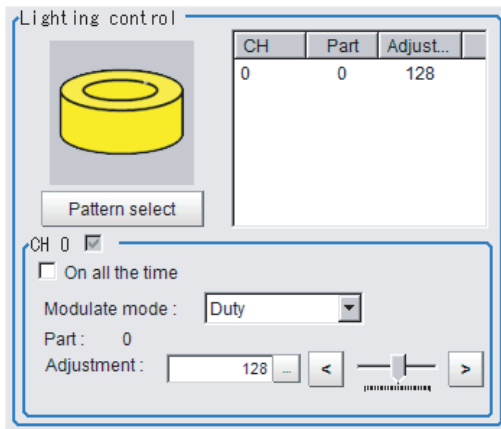 Lighting control
CH Part Adjust...
0 0 128
Pattern select
CH 0
On all the time
Modulate mode : Duty
Part : 0
Adjustment : 128 ... < >